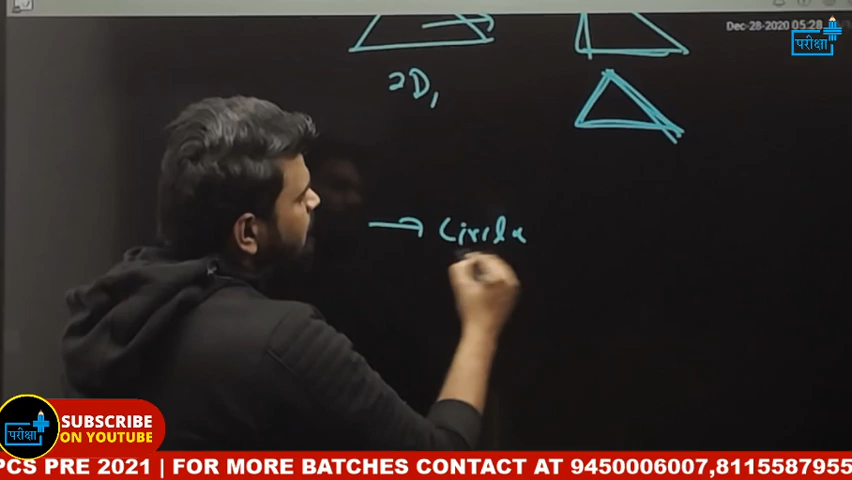 Dec-28-2020 05:28
परीक्षा
2D,
→ Circle
परीक्षा
SUBSCRIBE
ON YOUTUBE
PCS PRE 2021 | FOR MORE BATCHES CONTACT AT 9450006007,8115587955